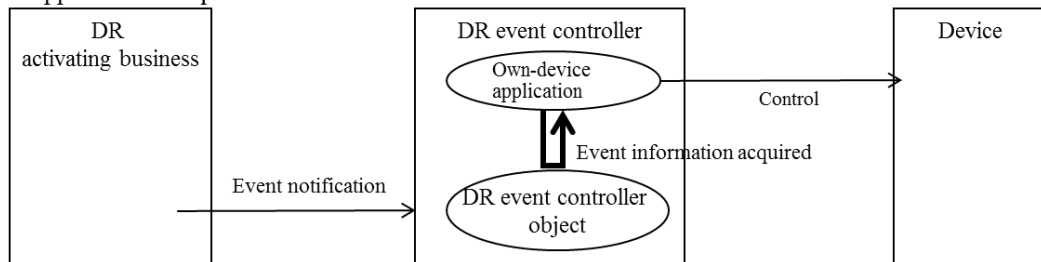 DR
activating business
DR event controller
Device
Own-device
application
Control
Event information acquired
Event notification
DR event controller
object